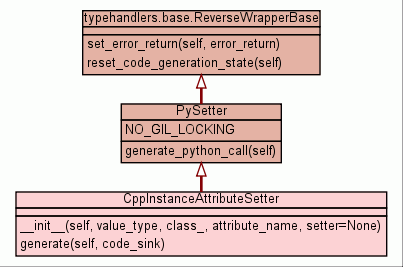 typehandlers.base.ReverseWrapperBase
set_error_return(self, error_return)
reset_code_generation_state(self)
PySetter
NO_GIL_LOCKING
generate_python_call(self)
CppInstanceAttributeSetter
__init__(self, value_type, class_, attribute_name, setter=None)
generate(self, code_sink)